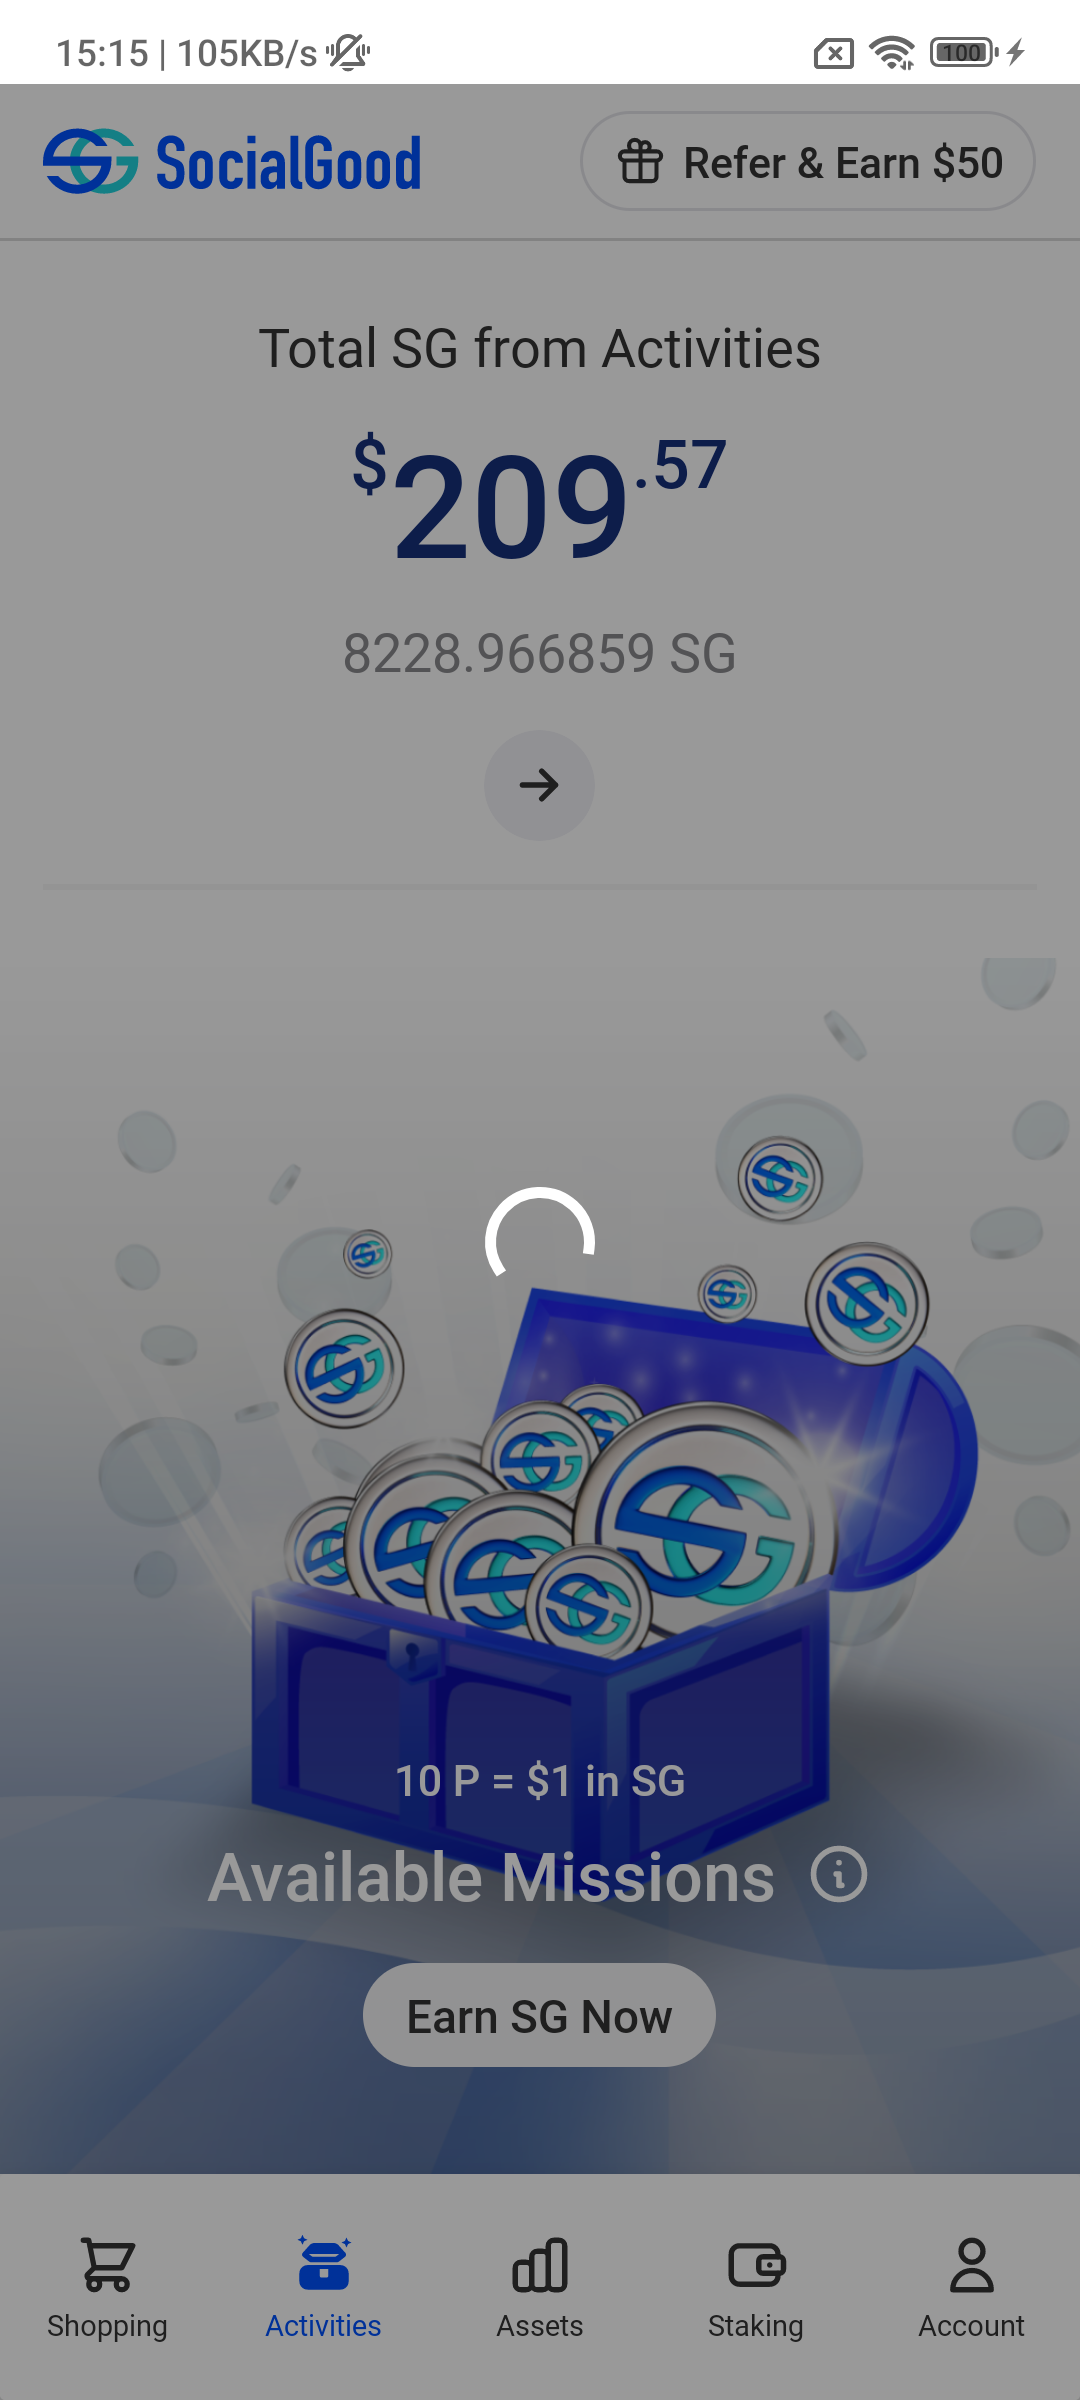 15:15 | 105KB/s
100
SocialGood
Refer & Earn $50
Total SG from Activities
$209.57
8228.966859 SG
10 P = $1 in SG
Available Missions
Earn SG Now
Shopping
Activities
Assets
Staking
Account